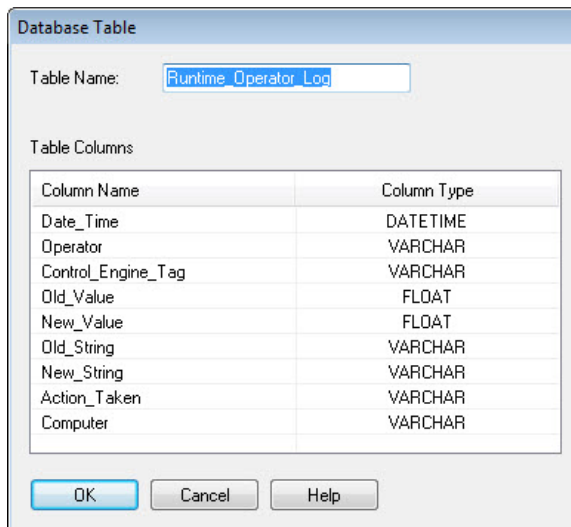 Database Table
Table Name: Runtime_Operator_Log
Table Columns
Column Name Column Type
Date_Time DATETIME
Operator VARCHAR
Control_Engine_Tag VARCHAR
Old_Value FLOAT
New_Value FLOAT
Old_String VARCHAR
New_String VARCHAR
Action_Taken VARCHAR
Computer VARCHAR
OK Cancel Help